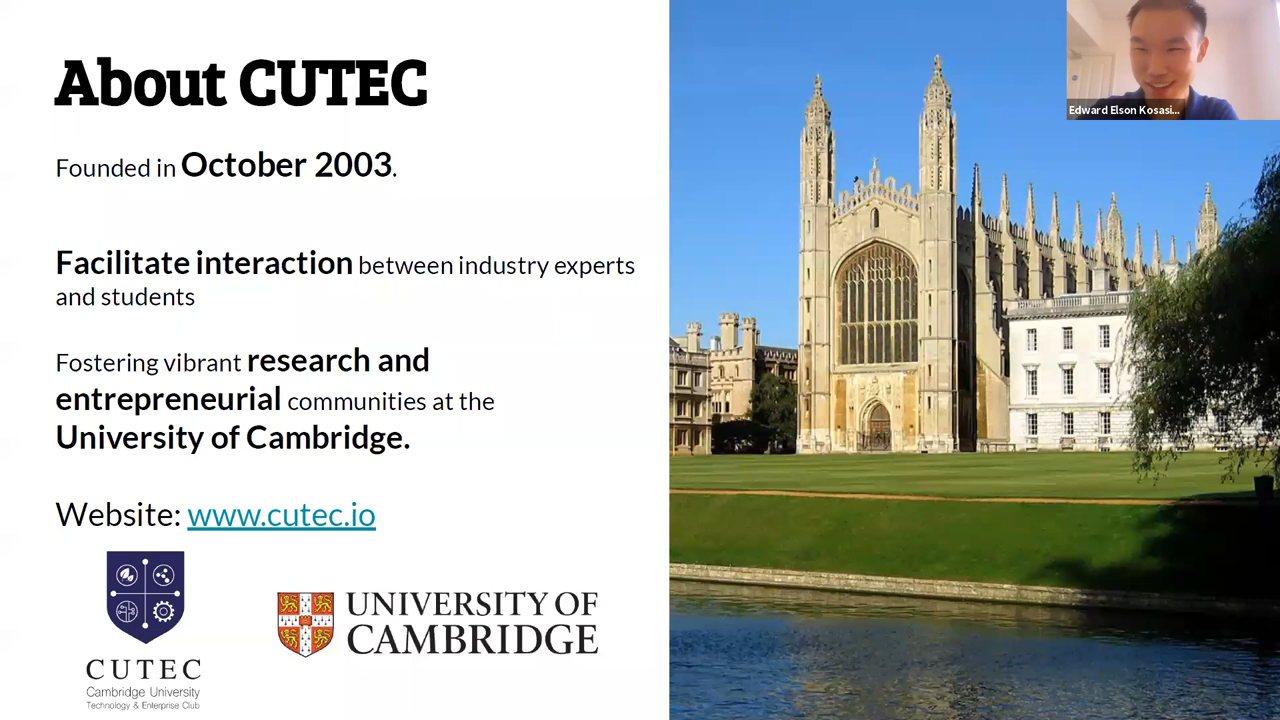 About CUTEC
Edward Elson Kosasi...
Founded in October 2003.
Facilitate interaction between industry experts
and students
Fostering vibrant research and
entrepreneurial communities at the
University of Cambridge.
Website: www.cutec.io
CUTEC
Cambridge University
Technology & Enterprise Club
UNIVERSITY OF
CAMBRIDGE